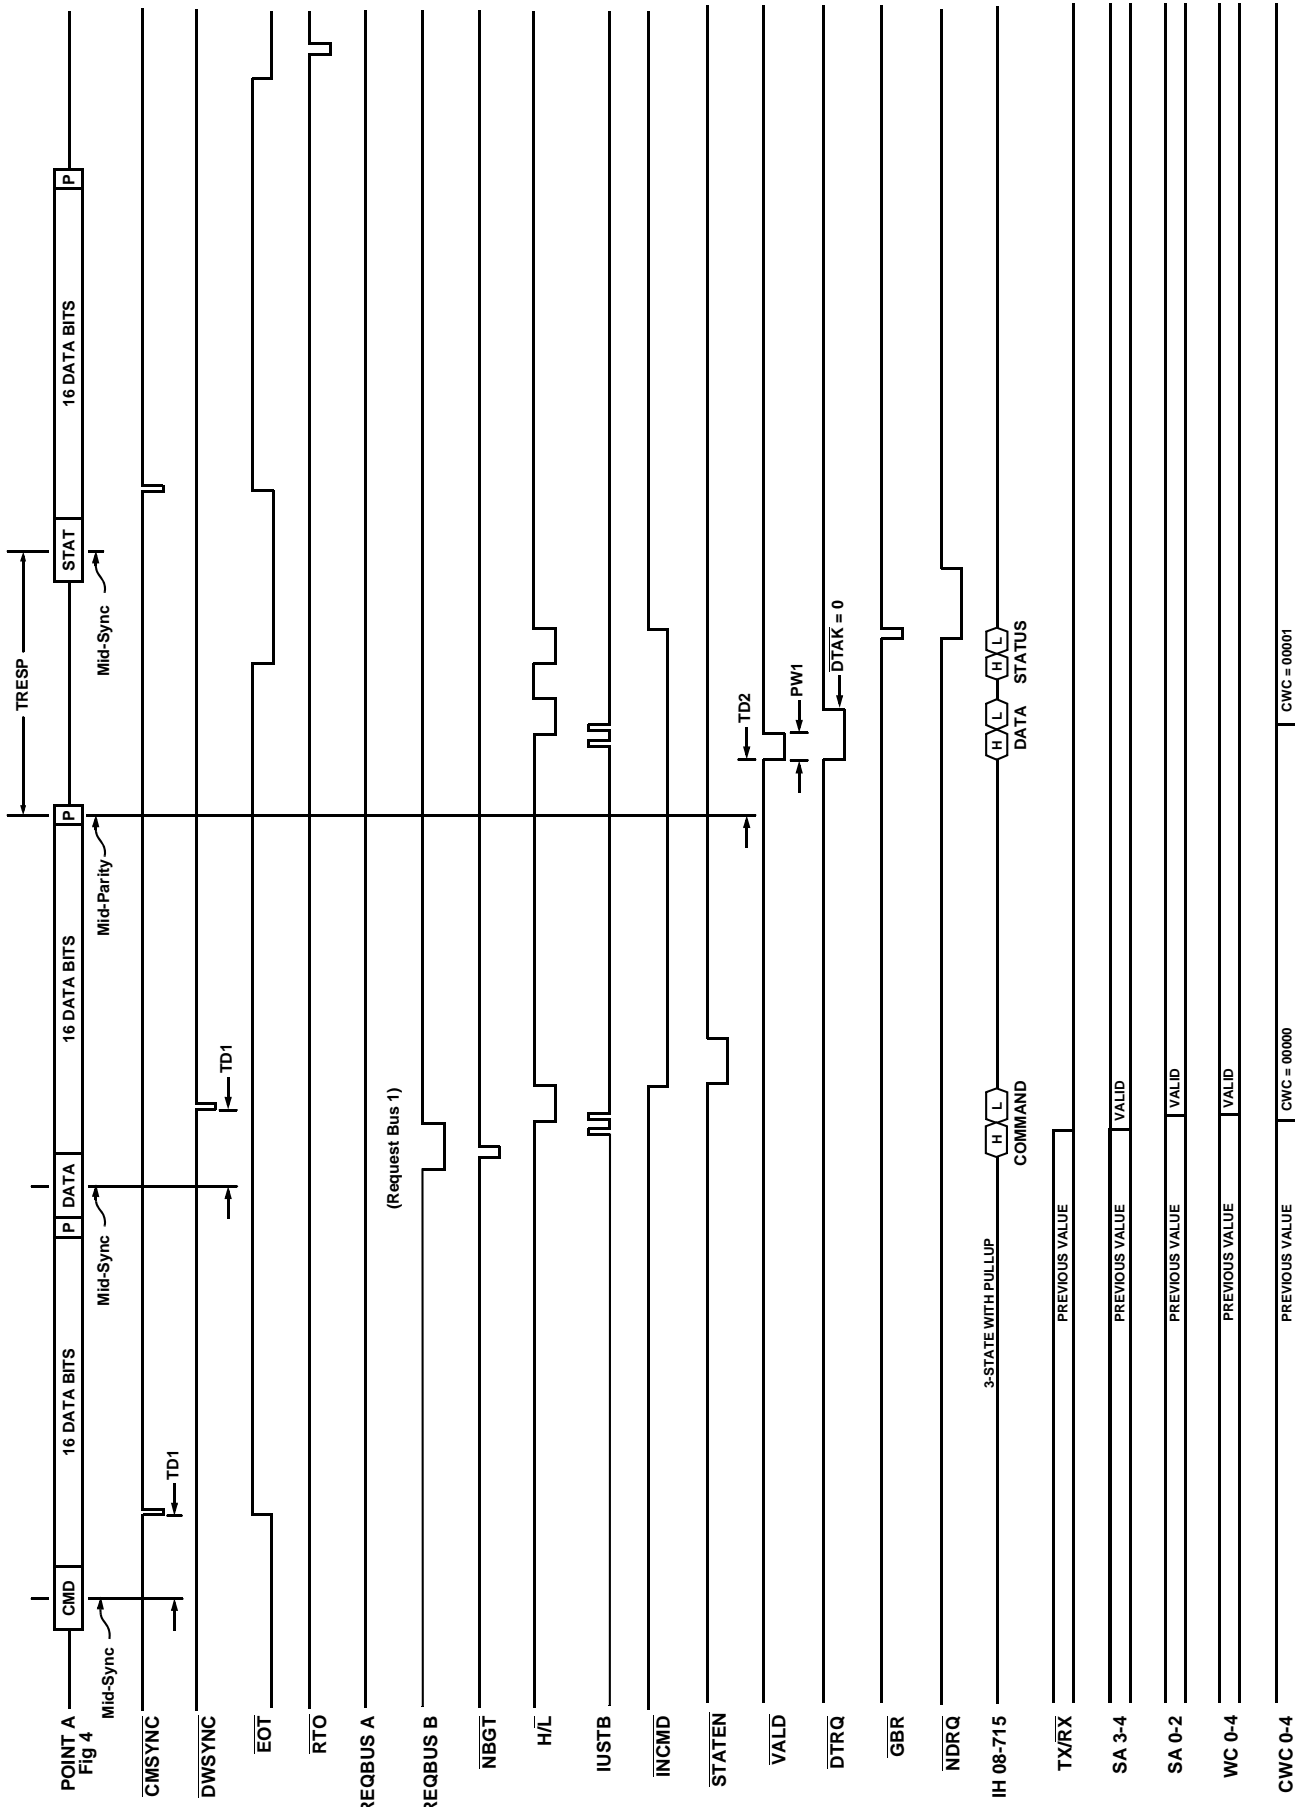 TRESP
POINT A
Fig 4
CMD
16 DATA BITS
P
DATA
16 DATA BITS
P
STAT
16 DATA BITS
P
Mid-Sync
Mid-Sync
Mid-Parity
Mid-Sync
CMSYNC
TD1
DWSYNC
TD1
EOT
RTO
REQBUS A
REQBUS B
(Request Bus 1)
NBGT
H/L
IUSTB
INCMD
STATEN
TD2
VALD
PW1
DTRQ
DTAK = 0
GBR
NDRQ
IH 08-715
3-STATE WITH PULLUP
H L
COMMAND
H L
DATA
H L
STATUS
TX/RX
PREVIOUS VALUE
SA 3-4
PREVIOUS VALUE
VALID
SA 0-2
PREVIOUS VALUE
VALID
WC 0-4
PREVIOUS VALUE
VALID
CWC 0-4
PREVIOUS VALUE
CWC = 00000
CWC = 00001